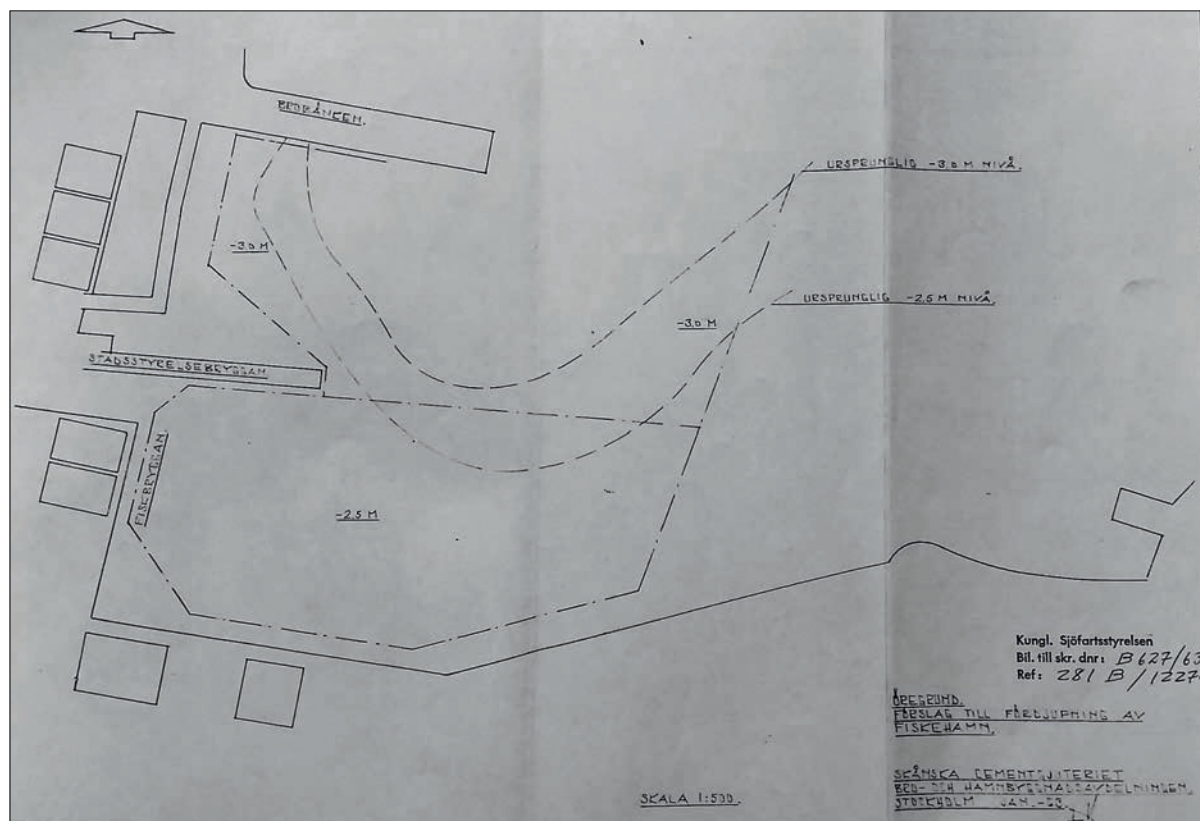 BROBÄNKEN.
URSPRUNGLIG -3.0 M NIVÅ.
-3.0 M
URSPRUNGLIG -2.5 M NIVÅ.
-3.0 M
STADSSTYRELSEBRYGGAN.
FISKEBRYGGAN.
-2.5 M
Kungl. Sjöfartsstyrelsen
Bil. till skr. dnr: B 627/63
Ref: 281 B / 1227
ÖREGRUND.
FÖRSLAG TILL FÖRDJUPNING AV
FISKEHAMN.
SKALA 1:500.
SKÅNSKA CEMENTGJUTERIET
BRO- OCH HAMNBYGGNADSAVDELNINGEN.
STOCKHOLM JAN.-63.